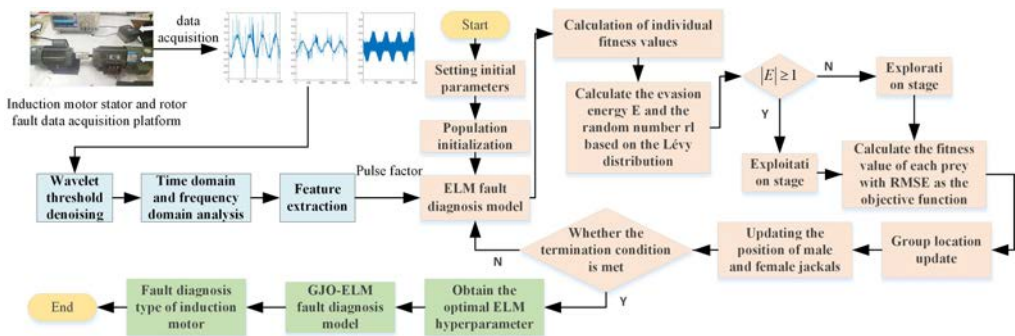 data
acquisition
Induction motor stator and rotor
fault data acquisition platform
Wavelet
threshold
denoising
Time domain
and frequency
domain analysis
Feature
extraction
Pulse factor
Start
Setting initial
parameters
Population
initialization
ELM fault
diagnosis model
Calculation of individual
fitness values
Calculate the evasion
energy E and the
random number rl
based on the Lévy
distribution
|E|≥1
N
Y
Explorati
on stage
Exploitati
on stage
Calculate the fitness
value of each prey
with RMSE as the
objective function
Group location
update
Updating the
position of male
and female jackals
Whether the
termination condition
is met
N
Y
Obtain the
optimal ELM
hyperparameter
GJO-ELM
fault diagnosis
model
Fault diagnosis
type of induction
motor
End